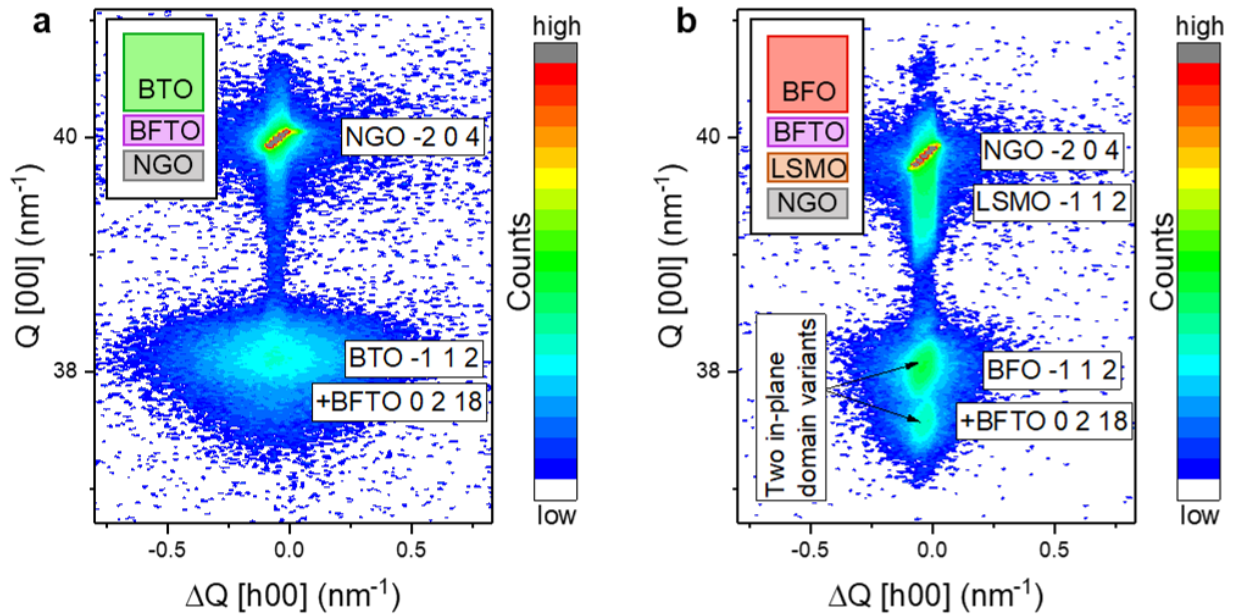 a
BTO
BFTO
NGO
Q [00l] (nm-1)
40
38
-0.5
0.0
0.5
ΔQ [h00] (nm-1)
NGO -2 0 4
BTO -1 1 2
+BFTO 0 2 18
high
Counts
low
b
BFO
BFTO
LSMO
NGO
Q [00l] (nm-1)
40
38
-0.5
0.0
0.5
ΔQ [h00] (nm-1)
NGO -2 0 4
LSMO -1 1 2
Two in-plane
domain variants
BFO -1 1 2
+BFTO 0 2 18
high
Counts
low